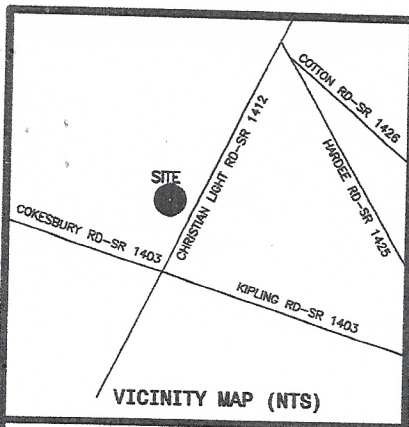 COTTON RD-SR 1426
HARDEE RD-SR 1425
CHRISTIAN LIGHT RD-SR 1412
SITE
COKESBURY RD-SR 1403
KIPLING RD-SR 1403
VICINITY MAP (NTS)